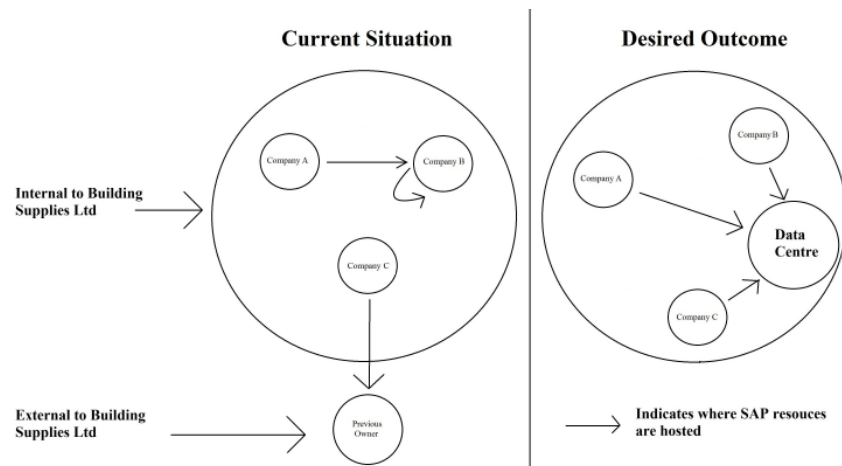 Current Situation
Company A
Company B
Internal to Building
Supplies Ltd
Company C
External to Building
Supplies Ltd
Previous
Owner
Desired Outcome
Company B
Company A
Data
Centre
Company C
Indicates where SAP resouces
are hosted